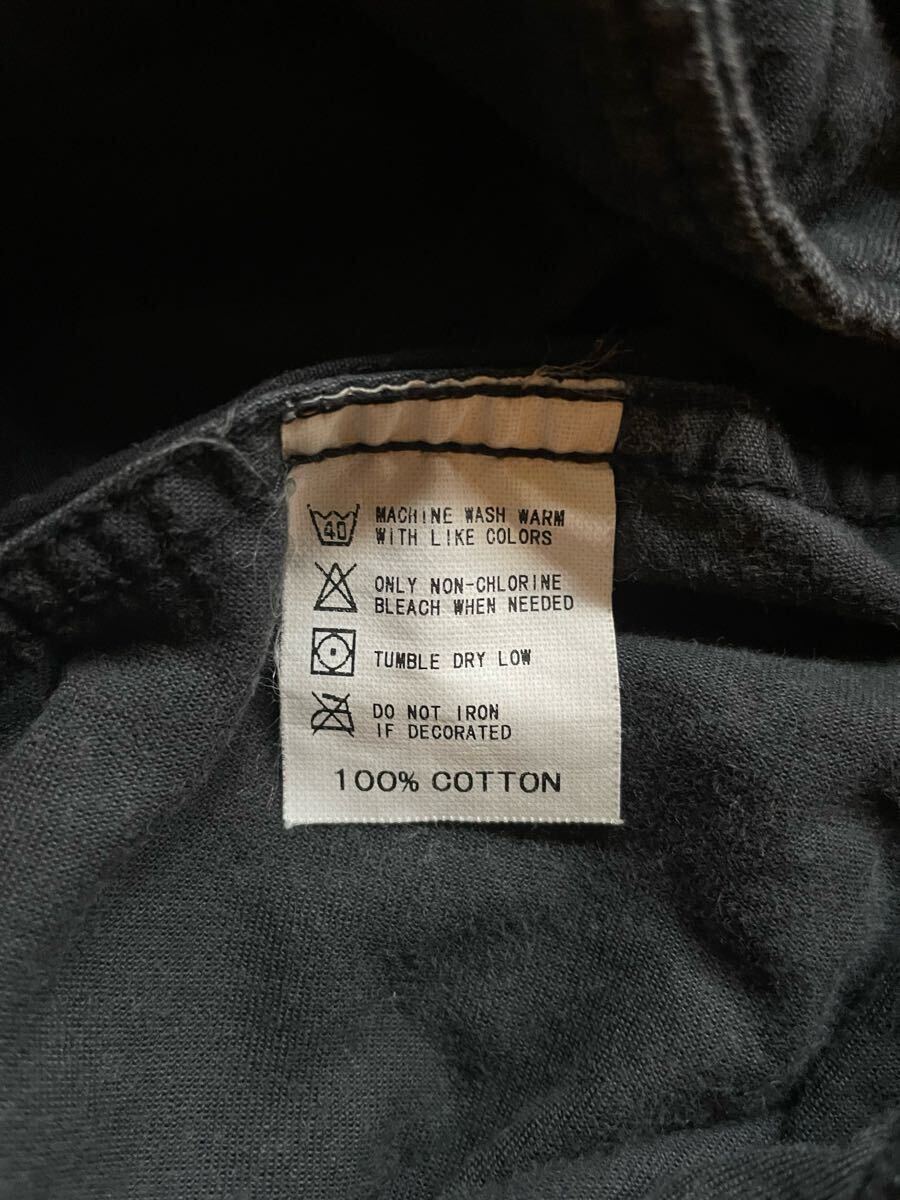 40 MACHINE WASH WARM
WITH LIKE COLORS
ONLY NON-CHLORINE
BLEACH WHEN NEEDED
TUMBLE DRY LOW
DO NOT IRON
IF DECORATED
100% COTTON